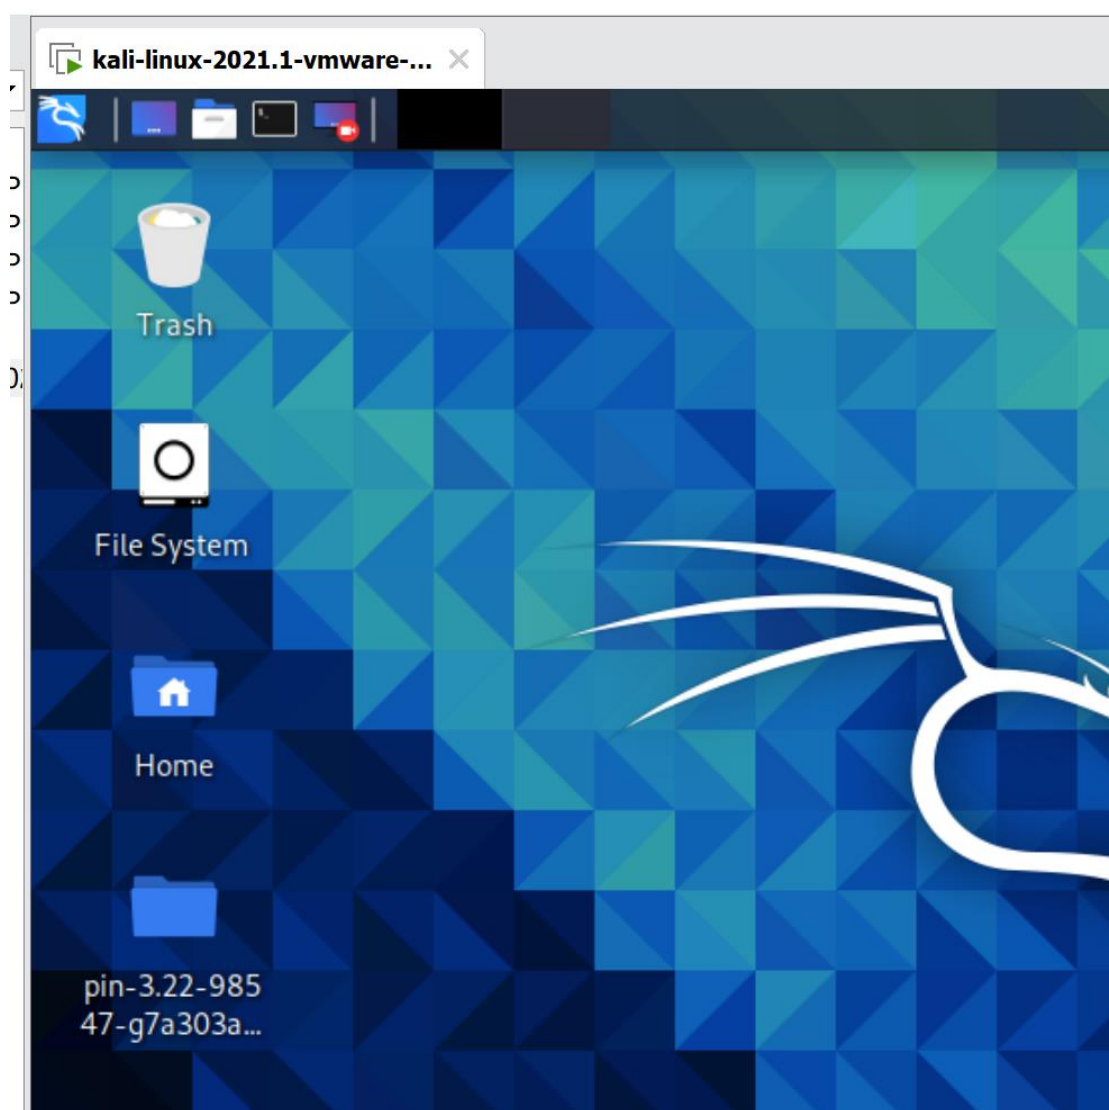 kali-linux-2021.1-vmware-...
Trash
File System
Home
pin-3.22-985
47-g7a303a...